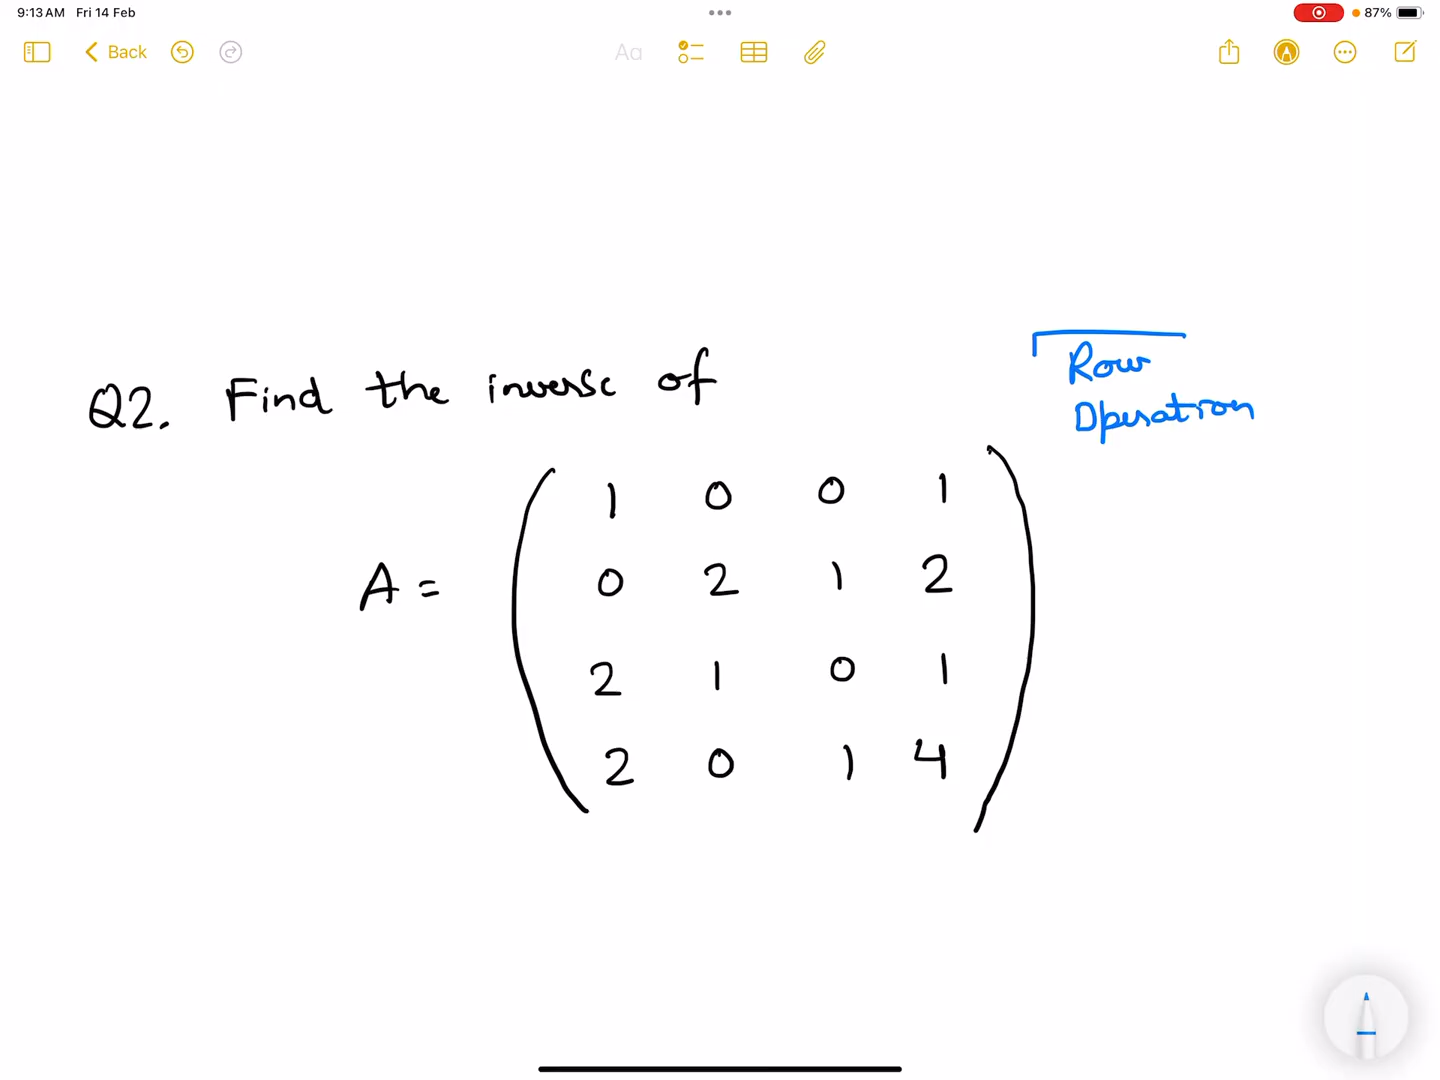 9:13 AM Fri 14 Feb
87%
Back
Aa
Row
Q2. Find the inverse of
Operation
1 0 0 1
A = 0 2 1 2
2 1 0 1
2 0 1 4